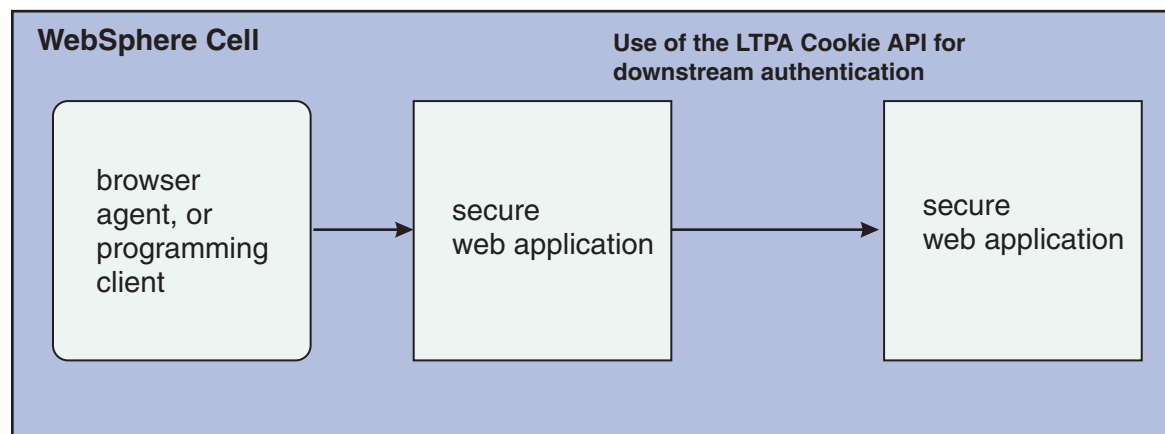 WebSphere Cell
Use of the LTPA Cookie API for
downstream authentication
browser
agent, or
programming
client
secure
web application
secure
web application